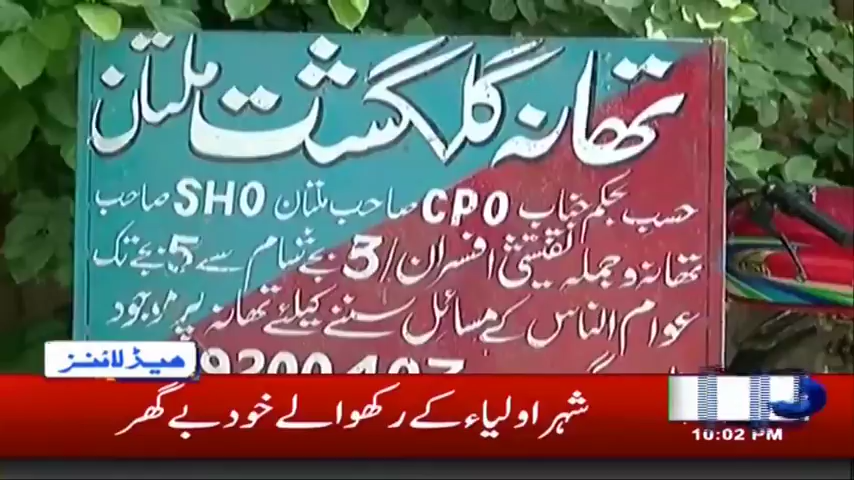 تھانہ گلگشت ملتان
حسب بحکم جناب CPO صاحب ملتان SHO صاحب
تھانہ و جملہ تفتیشی افسران / 3 بجے شام سے 5 بجے تک
عوام الناس کے مسائل سننے کیلئے تھانہ پر موجود
ہیڈلائنز
شہر اولیاء کے رکھوالے خود بے گھر
10:02 PM